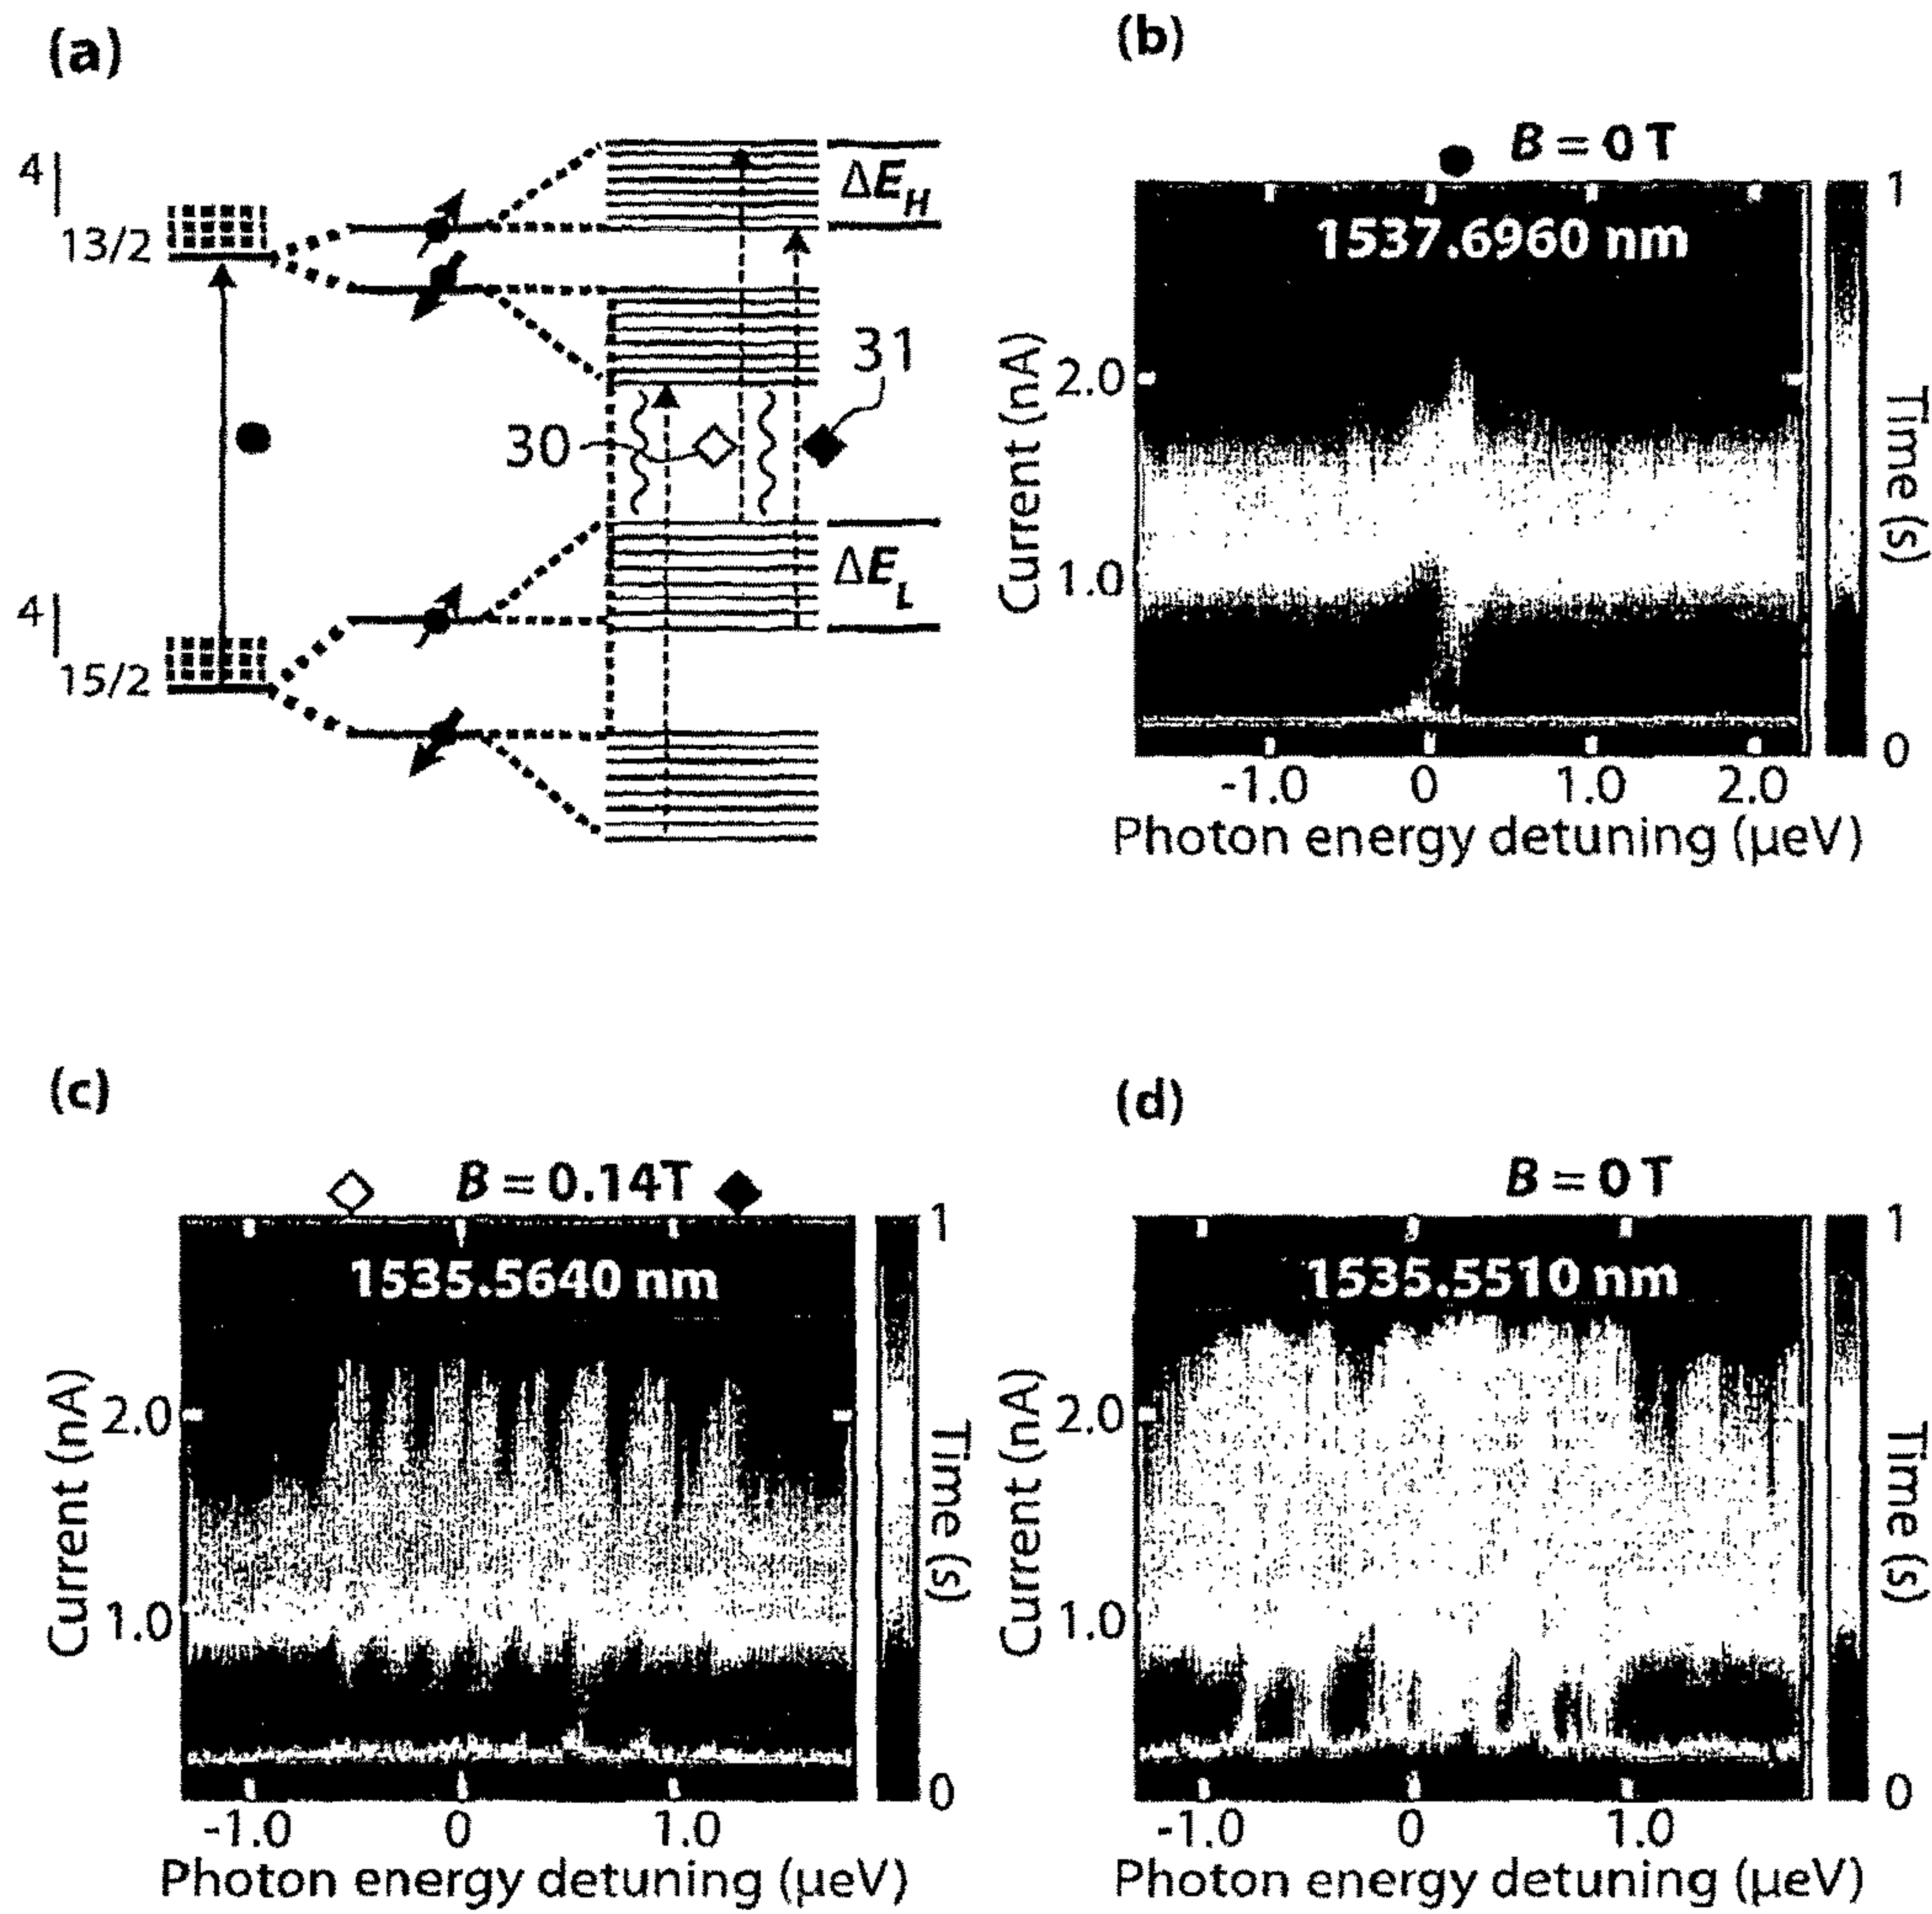 (a)
4|
13/2
ΔE_H
31
30
ΔE_L
4|
15/2
(b)
B = 0 T
1537.6960 nm
Current (nA)
2.0
1.0
-1.0 0 1.0 2.0
Photon energy detuning (µeV)
1
Time (s)
0
(c)
B = 0.14T
1535.5640 nm
Current (nA)
2.0
1.0
-1.0 0 1.0
Photon energy detuning (µeV)
1
Time (s)
0
(d)
B = 0 T
1535.5510 nm
Current (nA)
2.0
1.0
-1.0 0 1.0
Photon energy detuning (µeV)
1
Time (s)
0